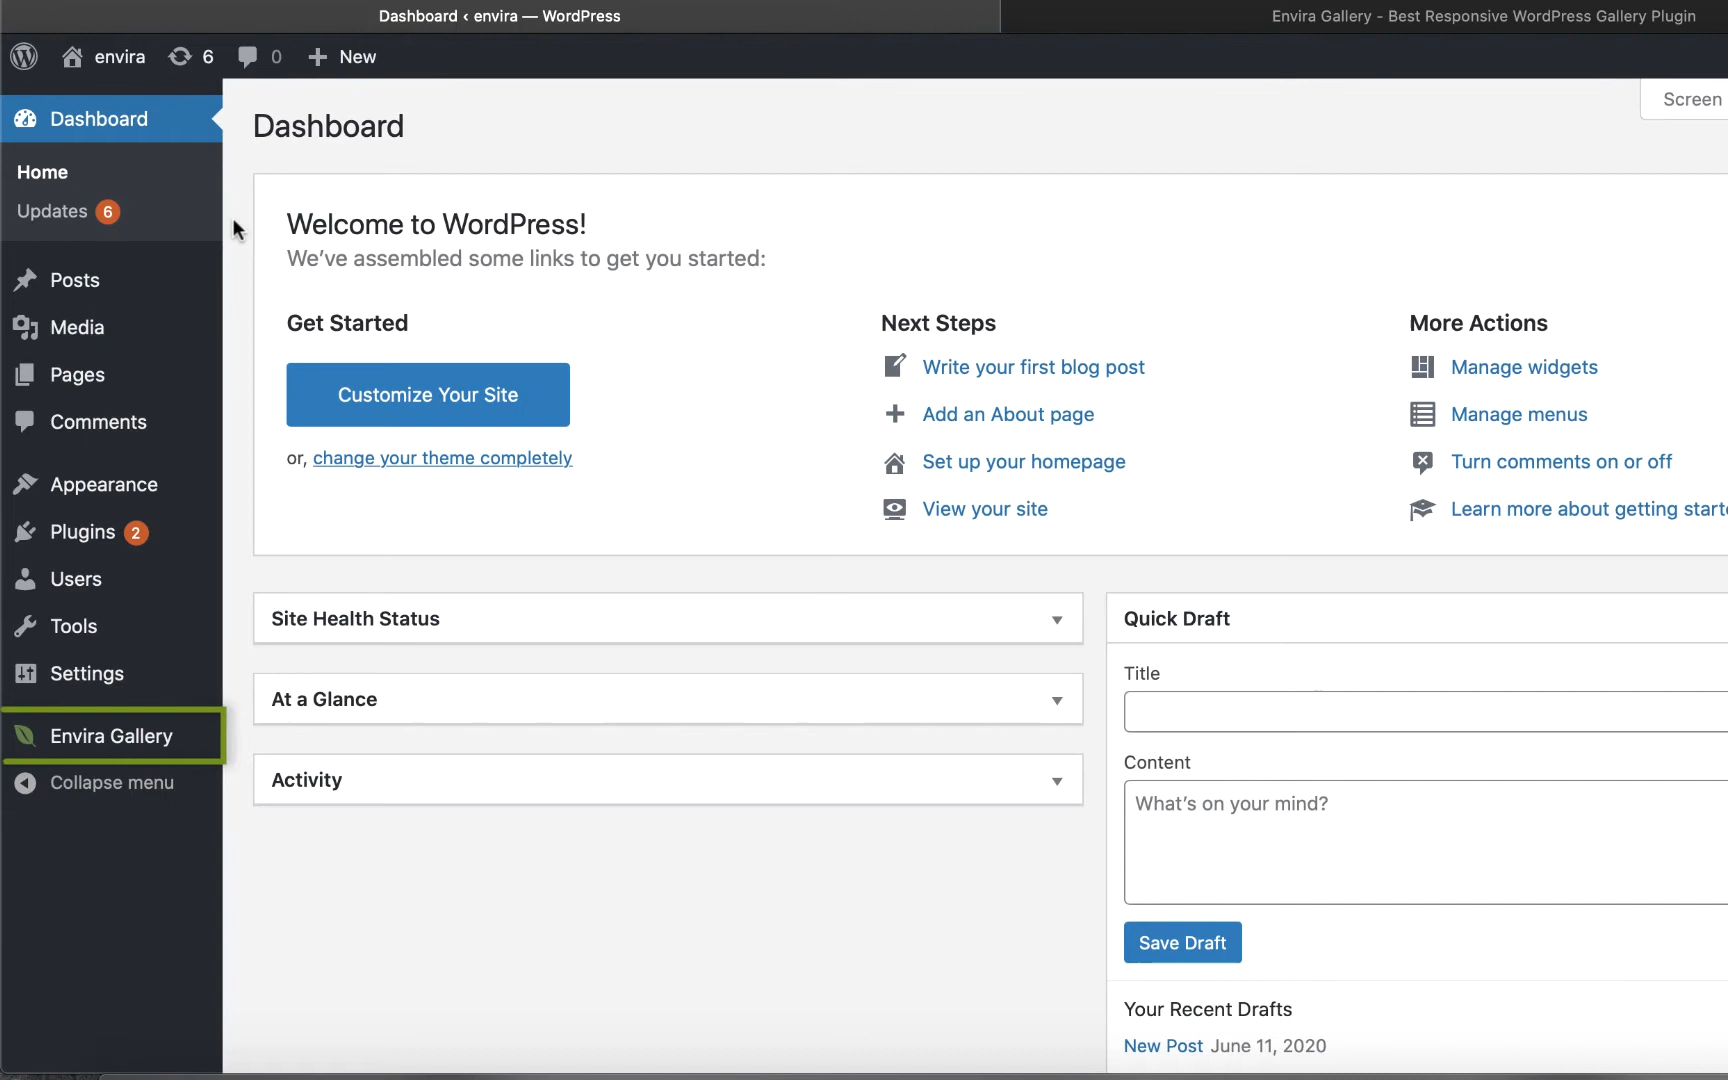 Dashboard ‹ envira — WordPress
Envira Gallery - Best Responsive WordPress Gallery Plugin
envira 6 0 New
Screen
Dashboard
Home
Updates 6
Posts
Media
Pages
Comments
Appearance
Plugins 2
Users
Tools
Settings
Envira Gallery
Collapse menu
Dashboard
Welcome to WordPress!
We've assembled some links to get you started:
Get Started
Customize Your Site
or, change your theme completely
Next Steps
Write your first blog post
Add an About page
Set up your homepage
View your site
More Actions
Manage widgets
Manage menus
Turn comments on or off
Learn more about getting starte
Site Health Status
At a Glance
Activity
Quick Draft
Title
Content
What's on your mind?
Save Draft
Your Recent Drafts
New Post June 11, 2020